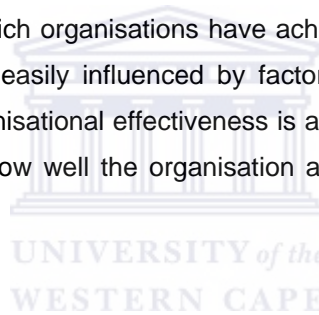 ich organisations have ach
easily influenced by facto
nisational effectiveness is a
ow well the organisation a
UNIVERSITY of the
WESTERN CAPE